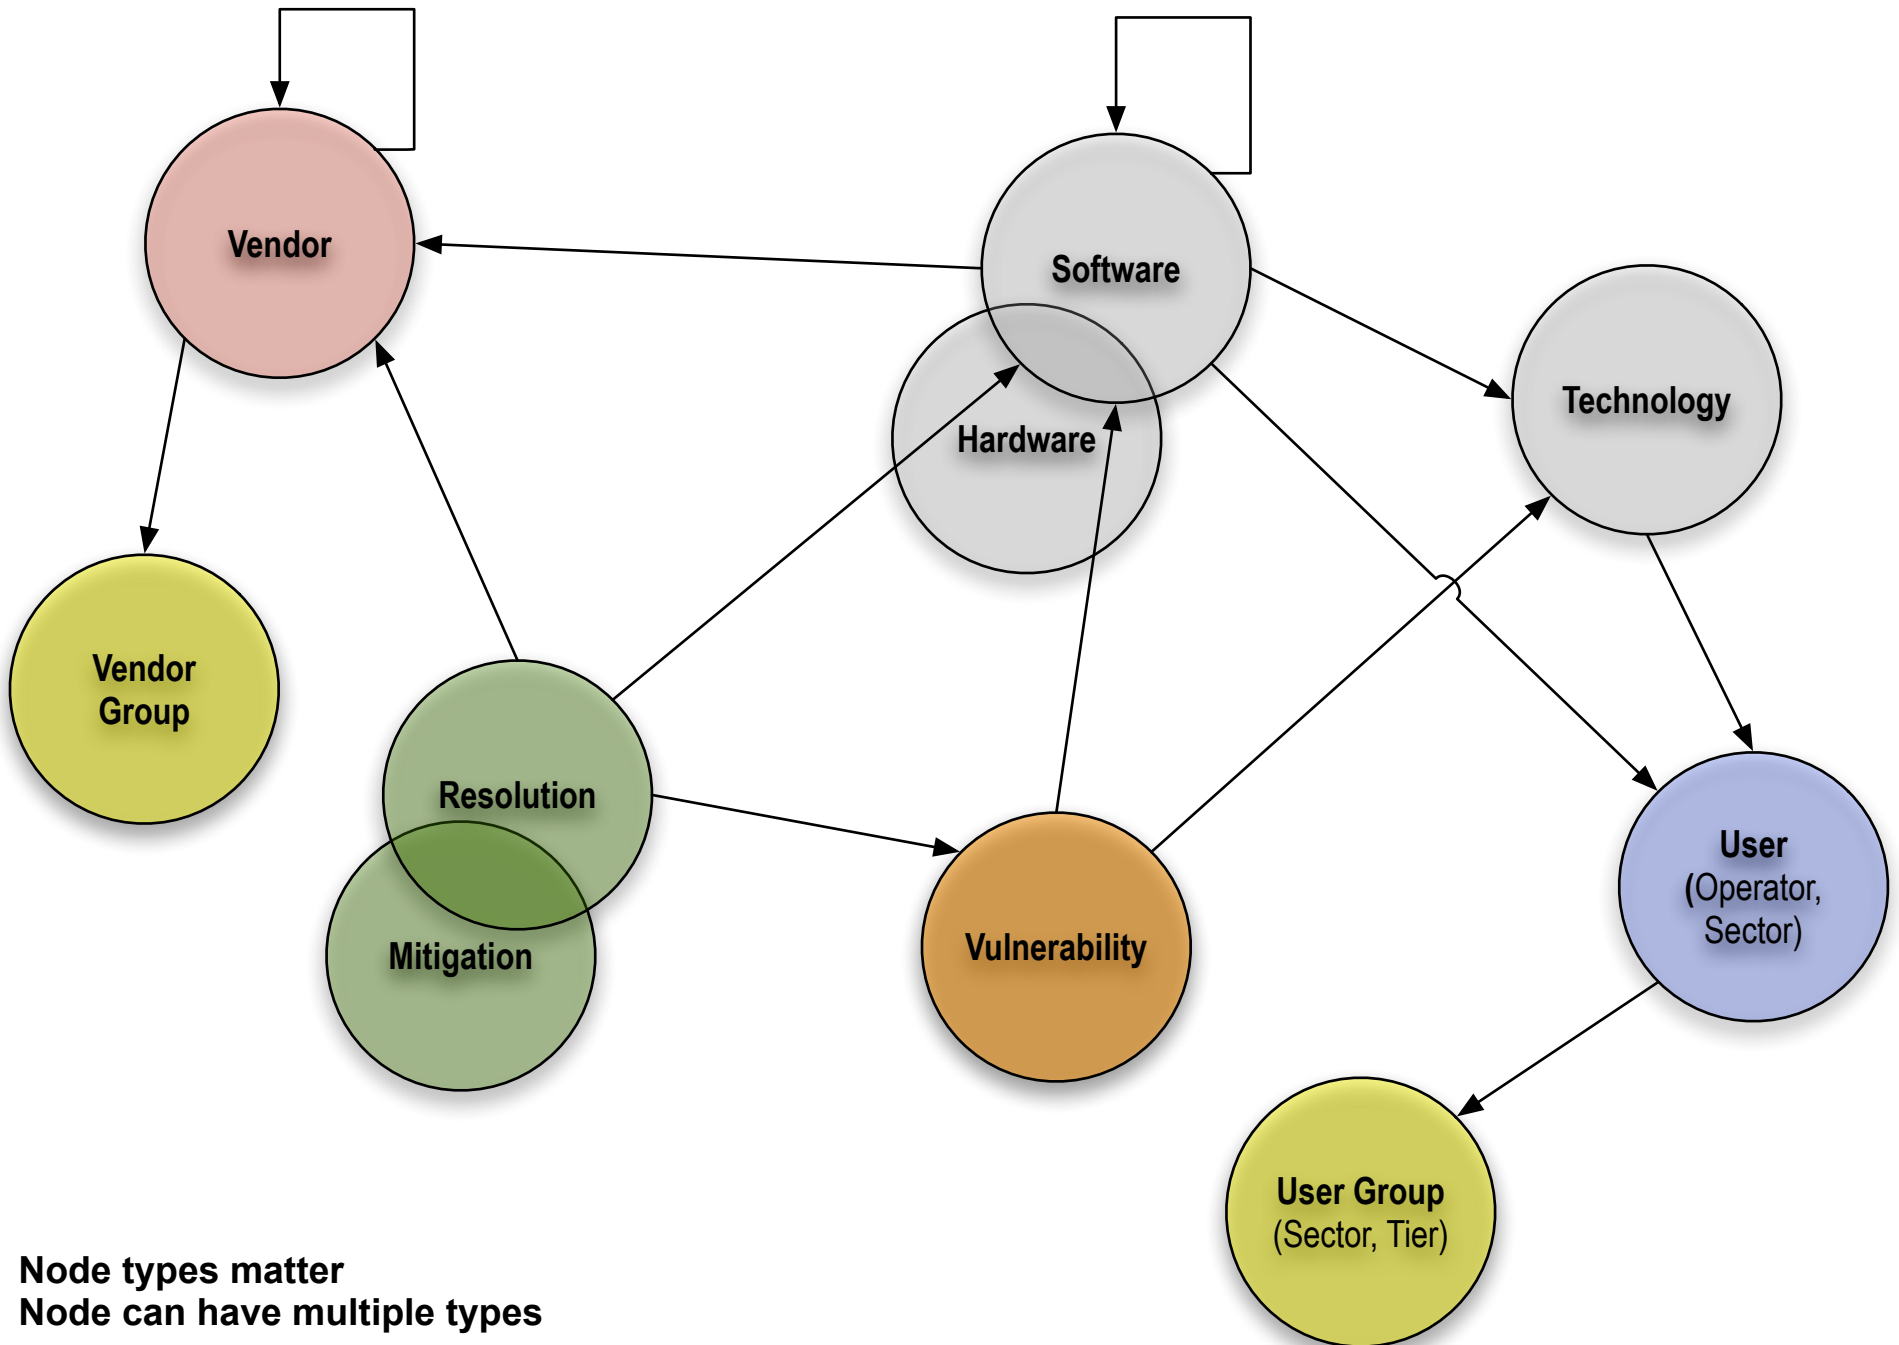 Vendor
Software
Technology
Hardware
Vendor
Group
Resolution
User
(Operator,
Sector)
Mitigation
Vulnerability
User Group
(Sector, Tier)
Node types matter
Node can have multiple types